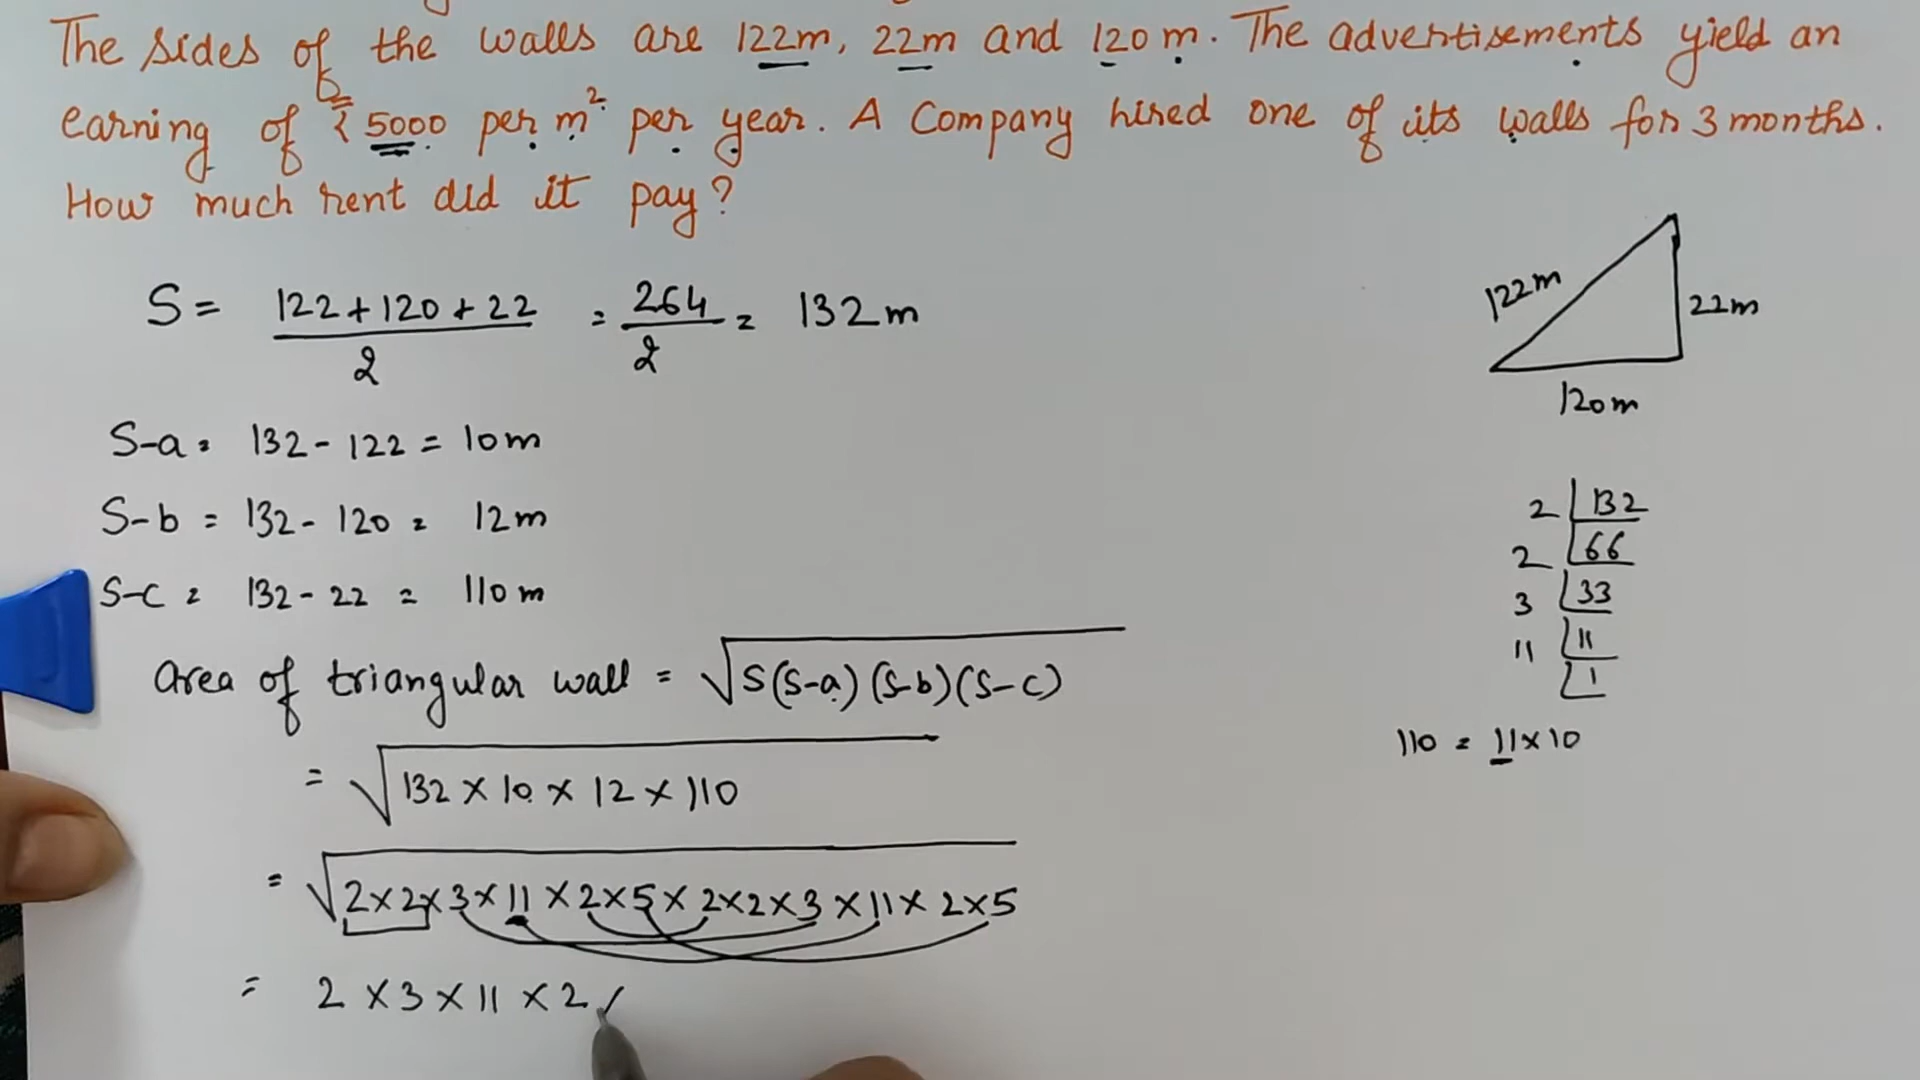 The sides of the walls are 122m, 22m and 120 m. The advertisements yield an
earning of ₹ 5000 per m² per year. A Company hired one of its walls for 3 months.
How much rent did it pay?
S = 122+120+22 / 2 = 264 / 2 = 132m
122m
22m
120m
S-a = 132 - 122 = 10m
S-b = 132 - 120 = 12m
S-c = 132 - 22 = 110m
2 132
2 66
3 33
11 11
1
110 = 11×10
area of triangular wall = √S(S-a)(S-b)(S-c)
= √132 × 10 × 12 × 110
= √2×2×3×11×2×5×2×2×3×11×2×5
= 2 × 3 × 11 × 2